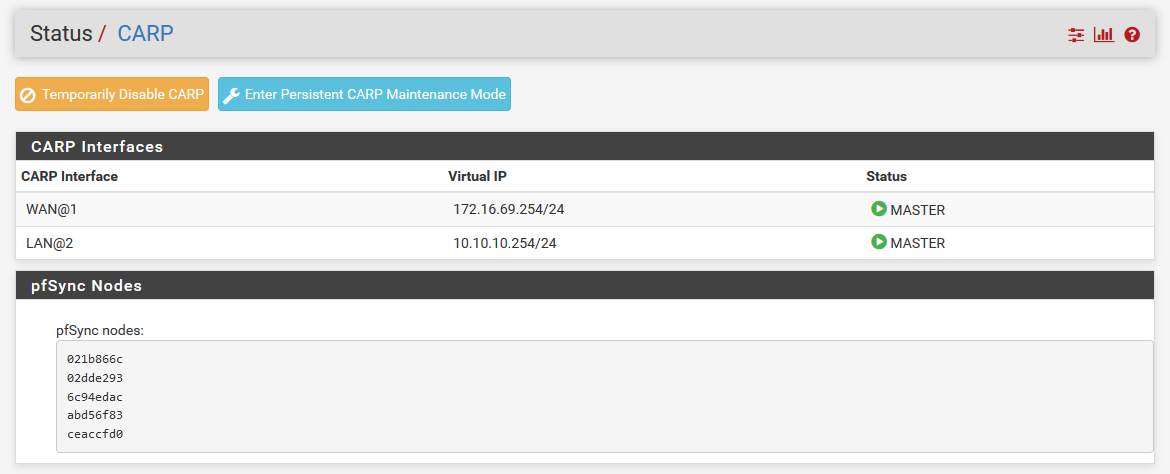 Status / CARP
Temporarily Disable CARP Enter Persistent CARP Maintenance Mode
CARP Interfaces
CARP Interface Virtual IP Status
WAN@1 172.16.69.254/24 MASTER
LAN@2 10.10.10.254/24 MASTER
pfSync Nodes
pfSync nodes:
021b866c
02dde293
6c94edac
abd56f83
ceaccfd0